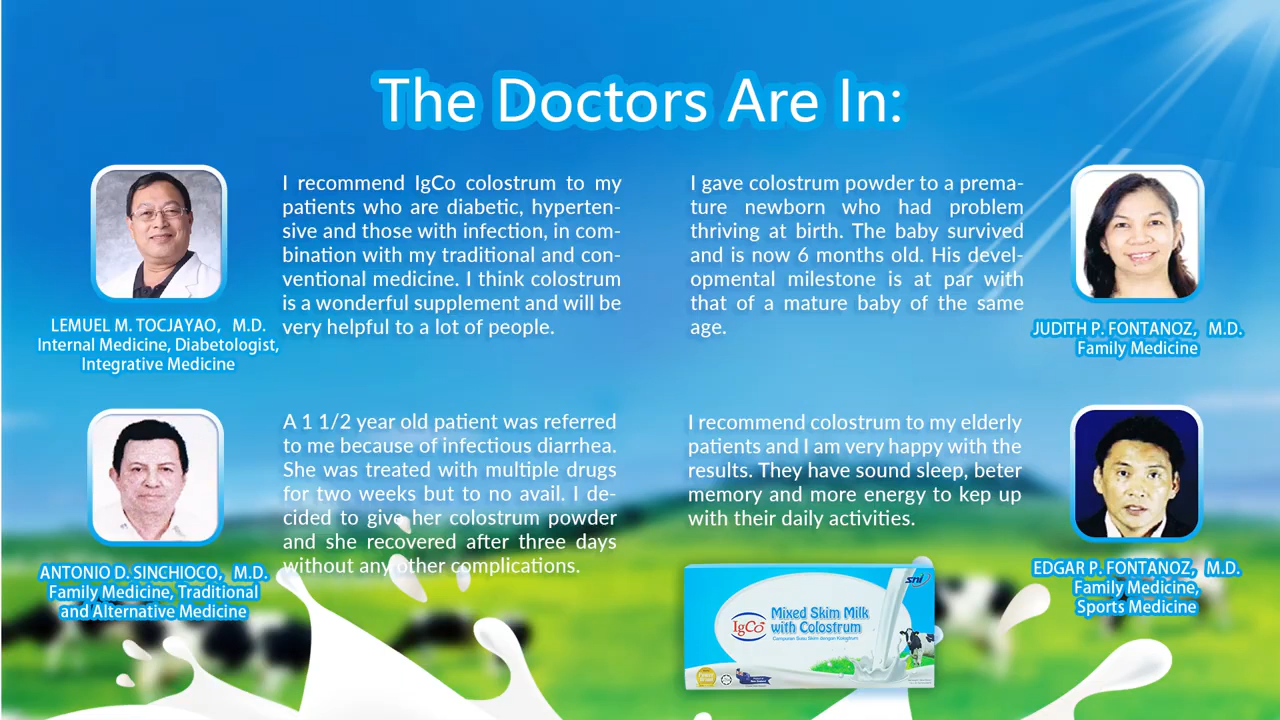 The Doctors Are In:
I recommend IgCo colostrum to my
patients who are diabetic, hyperten-
sive and those with infection, in com-
bination with my traditional and con-
ventional medicine. I think colostrum
is a wonderful supplement and will be
very helpful to a lot of people.
LEMUEL M. TOCJAYAO, M.D.
Internal Medicine, Diabetologist,
Integrative Medicine
I gave colostrum powder to a prema-
ture newborn who had problem
thriving at birth. The baby survived
and is now 6 months old. His devel-
opmental milestone is at par with
that of a mature baby of the same
age.
JUDITH P. FONTANOZ, M.D.
Family Medicine
A 1 1/2 year old patient was referred
to me because of infectious diarrhea.
She was treated with multiple drugs
for two weeks but to no avail. I de-
cided to give her colostrum powder
and she recovered after three days
without any other complications.
ANTONIO D. SINCHIOCO, M.D.
Family Medicine, Traditional
and Alternative Medicine
I recommend colostrum to my elderly
patients and I am very happy with the
results. They have sound sleep, beter
memory and more energy to kep up
with their daily activities.
EDGAR P. FONTANOZ, M.D.
Family Medicine,
Sports Medicine
snl
IgCo
Mixed Skim Milk
with Colostrum
Campuran Susu Skim dengan Kolostrum